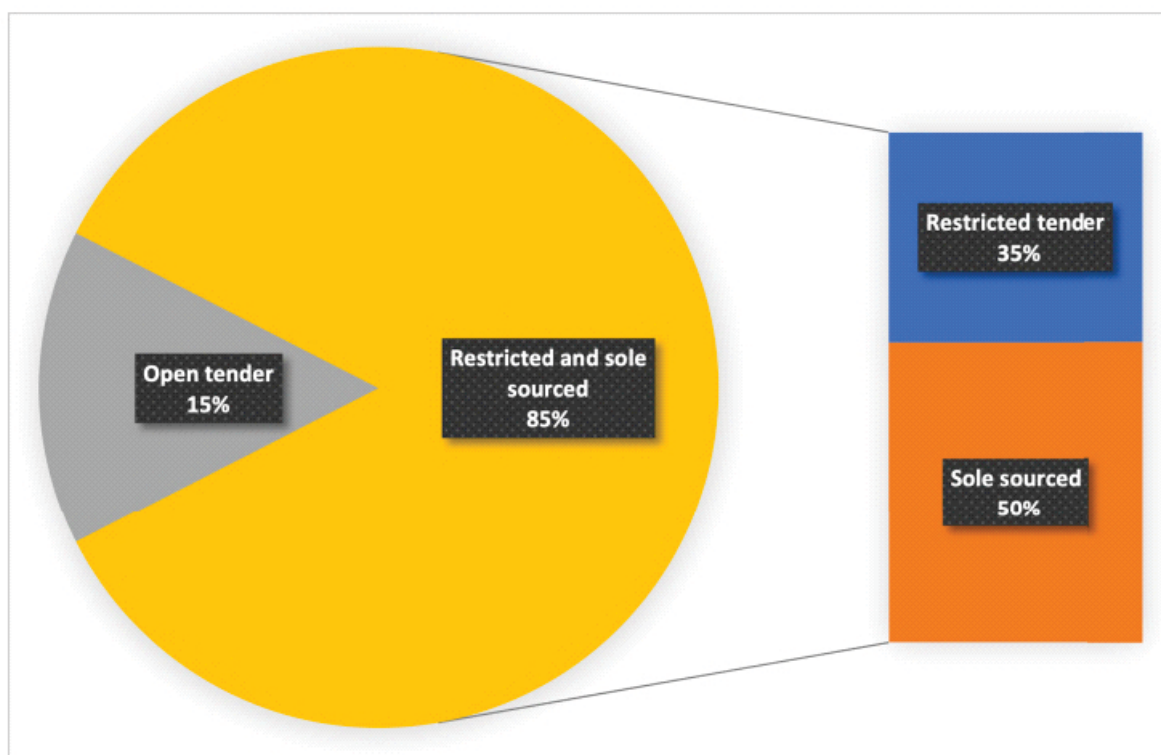 Open tender
15%
Restricted and sole
sourced
85%
Restricted tender
35%
Sole sourced
50%